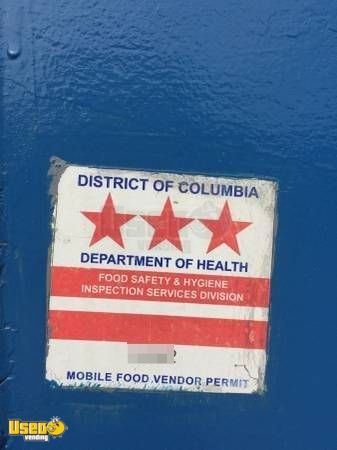 DISTRICT OF COLUMBIA
DEPARTMENT OF HEALTH
FOOD SAFETY & HYGIENE
INSPECTION SERVICES DIVISION
MOBILE FOOD VENDOR PERMIT
Used
vending